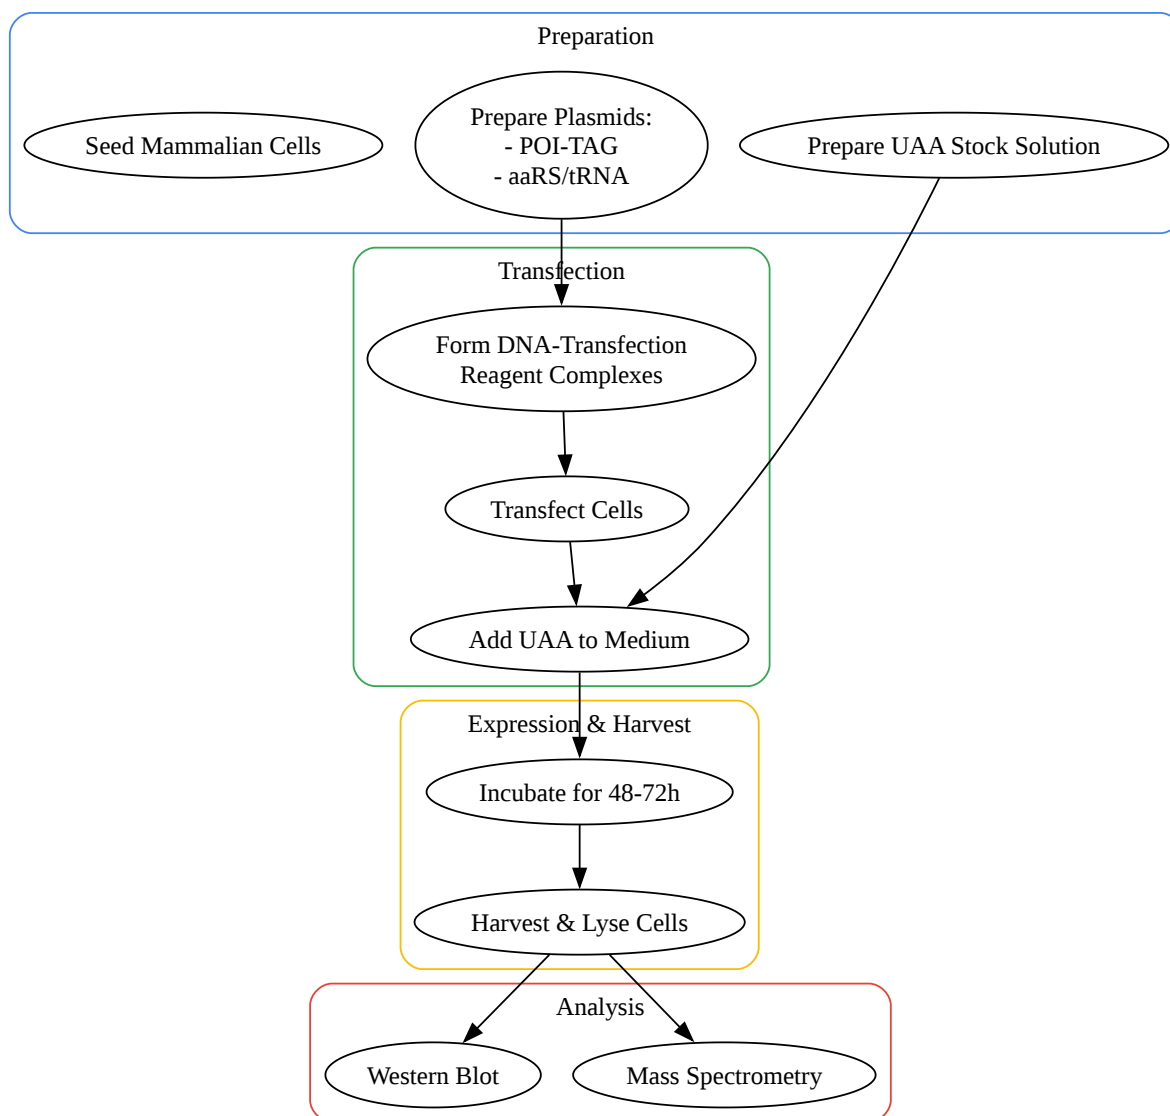 Preparation
Seed Mammalian Cells
Prepare Plasmids:
- POI-TAG
- aaRS/tRNA
Prepare UAA Stock Solution
Transfection
Form DNA-Transfection
Reagent Complexes
Transfect Cells
Add UAA to Medium
Expression & Harvest
Incubate for 48-72h
Harvest & Lyse Cells
Analysis
Western Blot
Mass Spectrometry